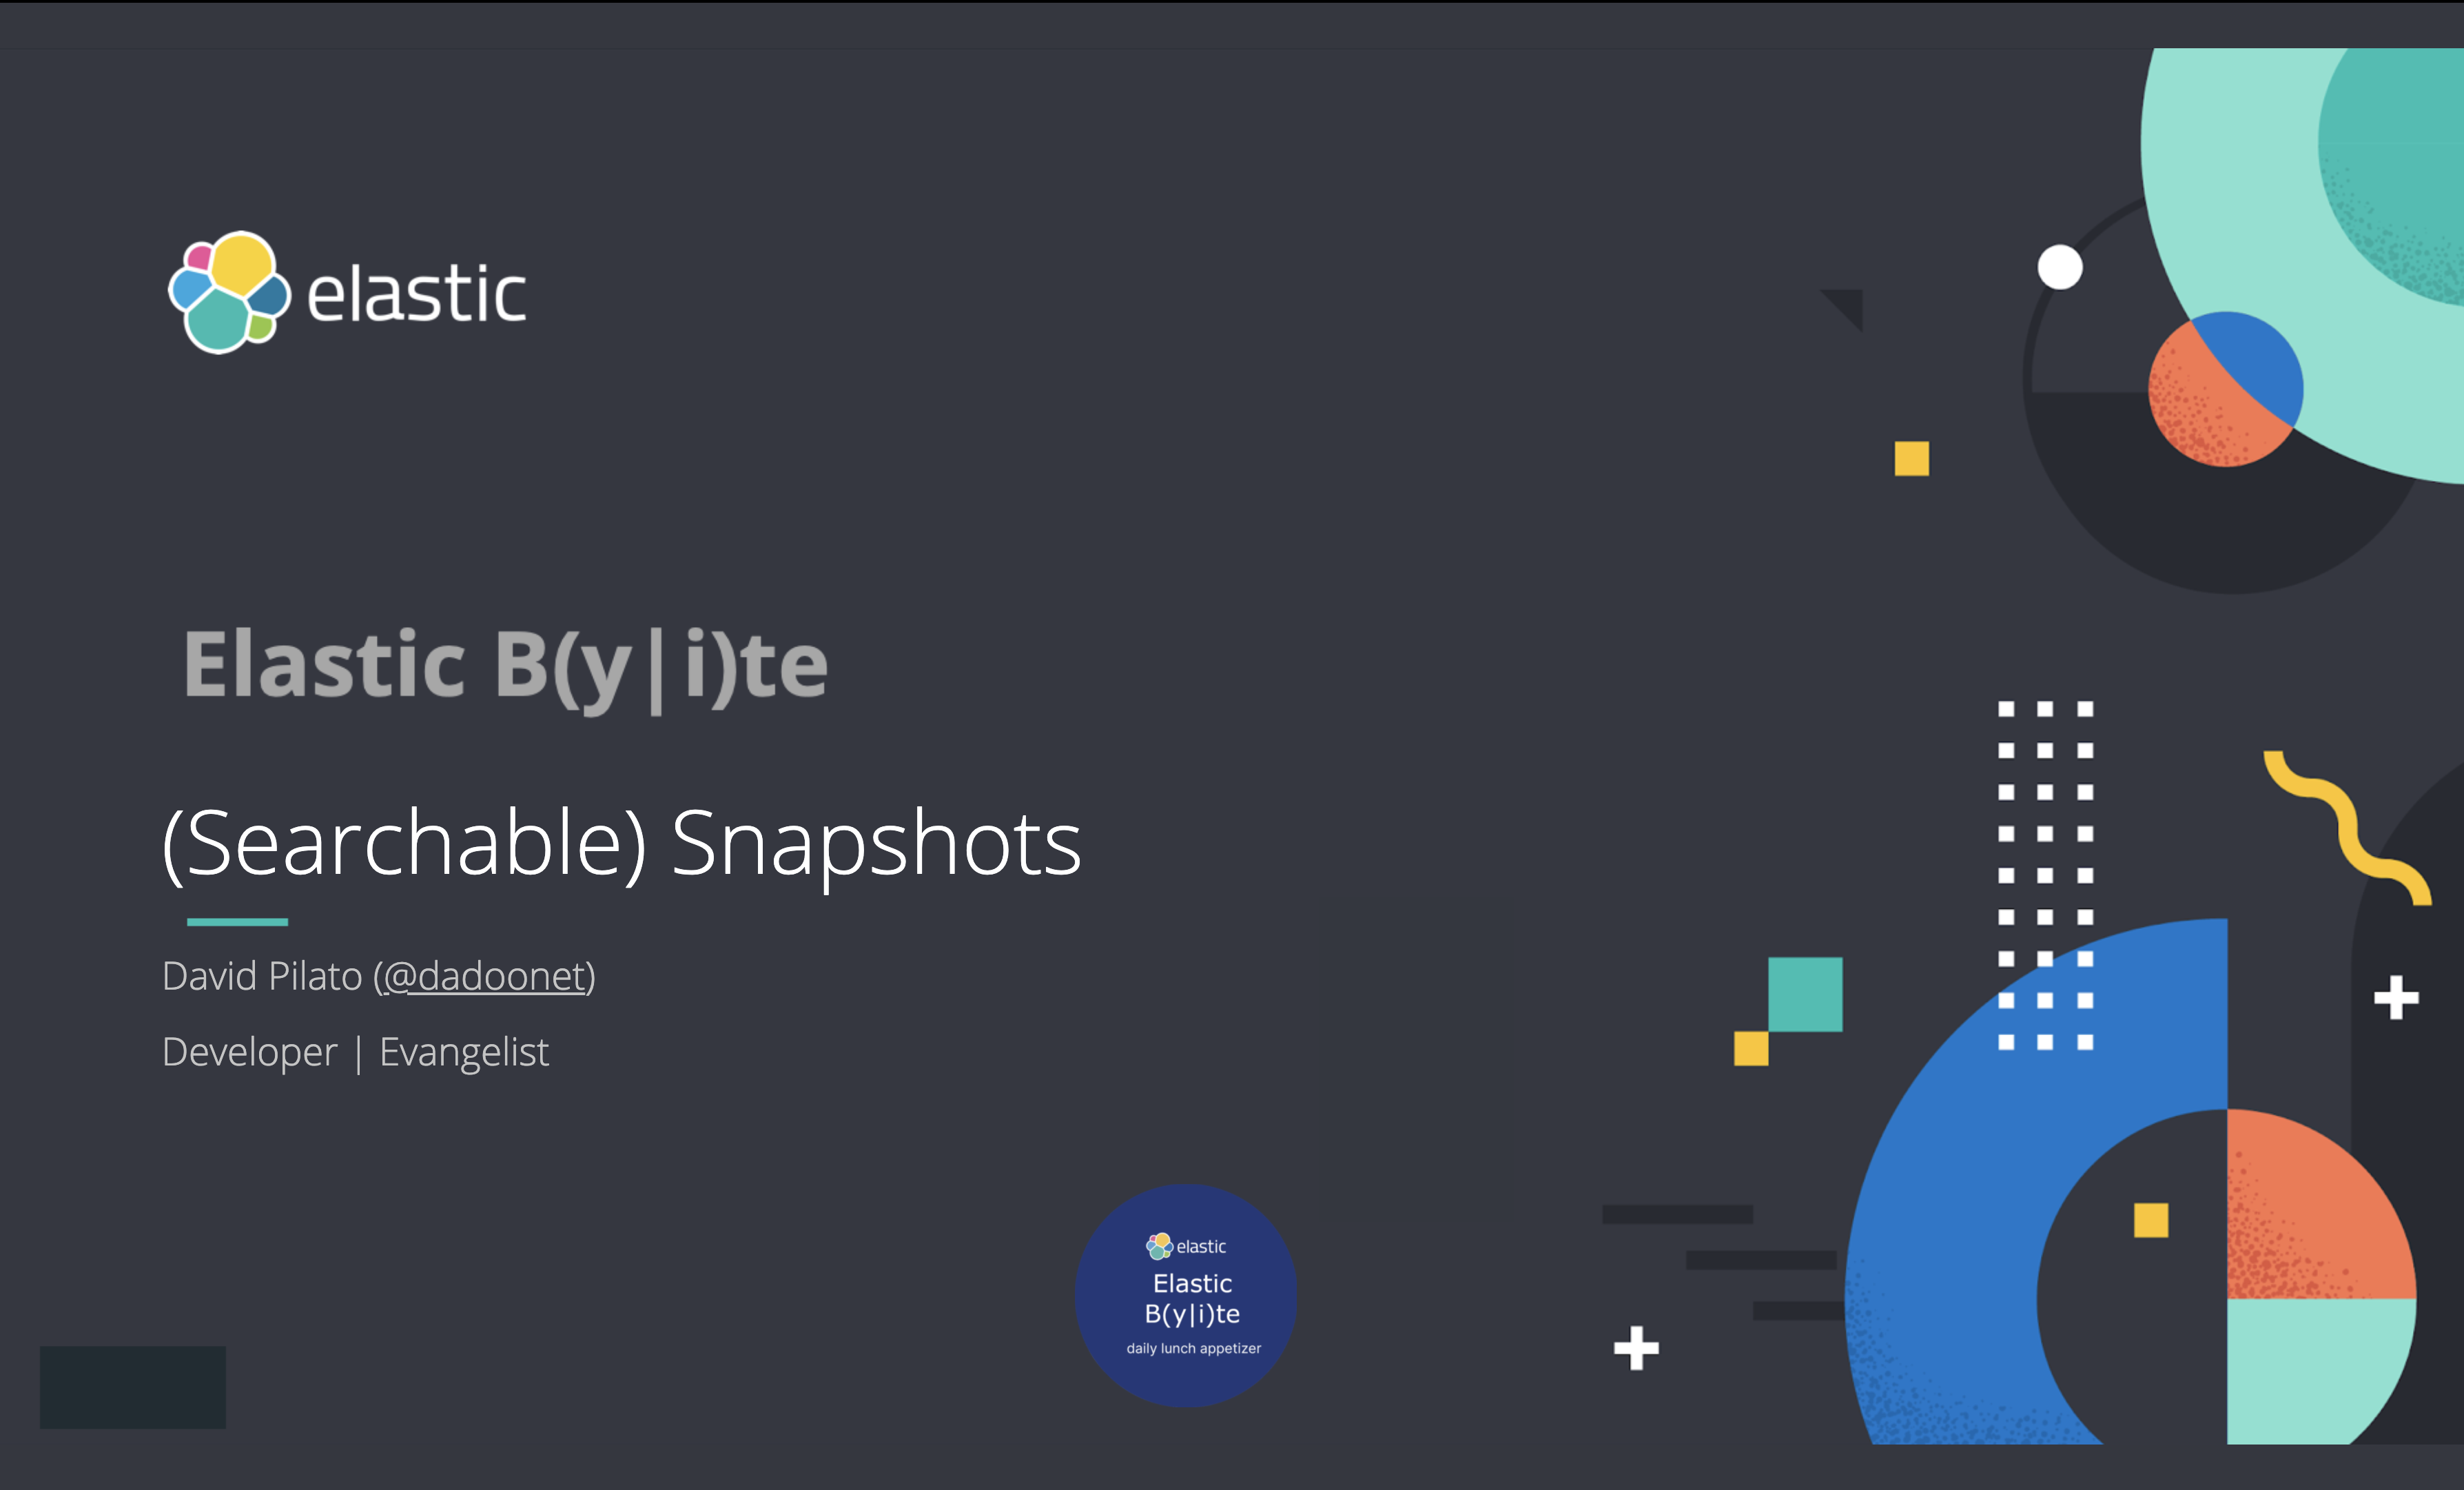 elastic
Elastic B(y|i)te
(Searchable) Snapshots
David Pilato (@dadoonet)
Developer | Evangelist
elastic
Elastic
B(y|i)te
daily lunch appetizer